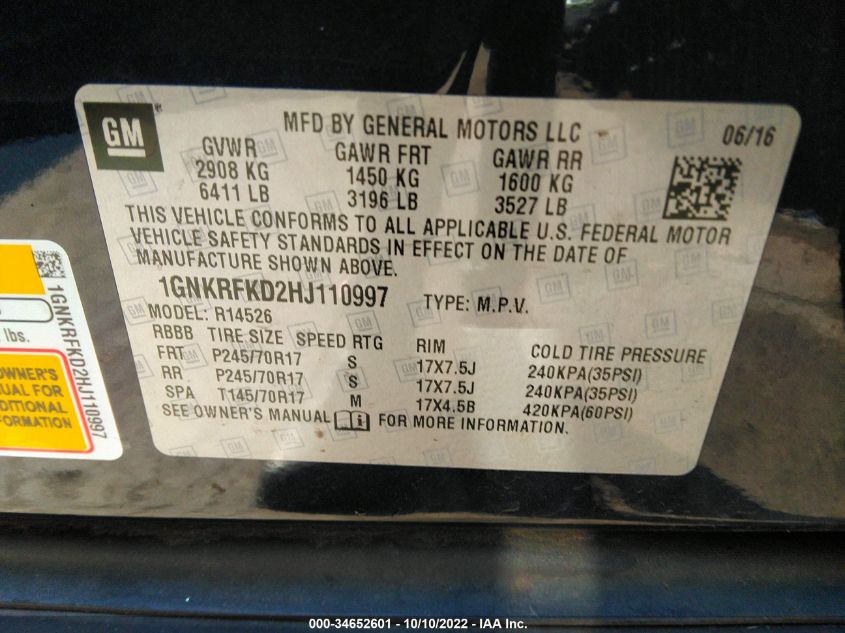 GM
MFD BY GENERAL MOTORS LLC
06/16
GVWR GAWR FRT GAWR RR
2908 KG 1450 KG 1600 KG
6411 LB 3196 LB 3527 LB
THIS VEHICLE CONFORMS TO ALL APPLICABLE U.S. FEDERAL MOTOR
VEHICLE SAFETY STANDARDS IN EFFECT ON THE DATE OF
MANUFACTURE SHOWN ABOVE.
1GNKRFKD2HJ110997 TYPE: M.P.V.
MODEL: R14526
RBBB TIRE SIZE SPEED RTG RIM COLD TIRE PRESSURE
FRT P245/70R17 S 17X7.5J 240KPA(35PSI)
RR P245/70R17 S 17X7.5J 240KPA(35PSI)
SPA T145/70R17 M 17X4.5B 420KPA(60PSI)
SEE OWNER'S MANUAL FOR MORE INFORMATION.
1GNKRFKD2HJ110997
lbs.
OWNER'S
FOR
000-34652601 - 10/10/2022 - IAA Inc.